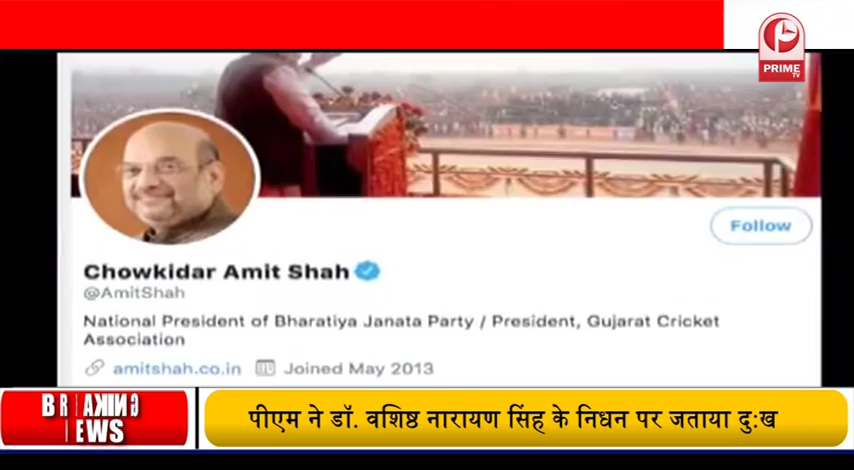 PRIME
TV
Follow
Chowkidar Amit Shah
@AmitShah
National President of Bharatiya Janata Party / President, Gujarat Cricket
Association
amitshah.co.in Joined May 2013
BREAKING
NEWS
पीएम ने डॉ. वशिष्ठ नारायण सिंह के निधन पर जताया दुःख